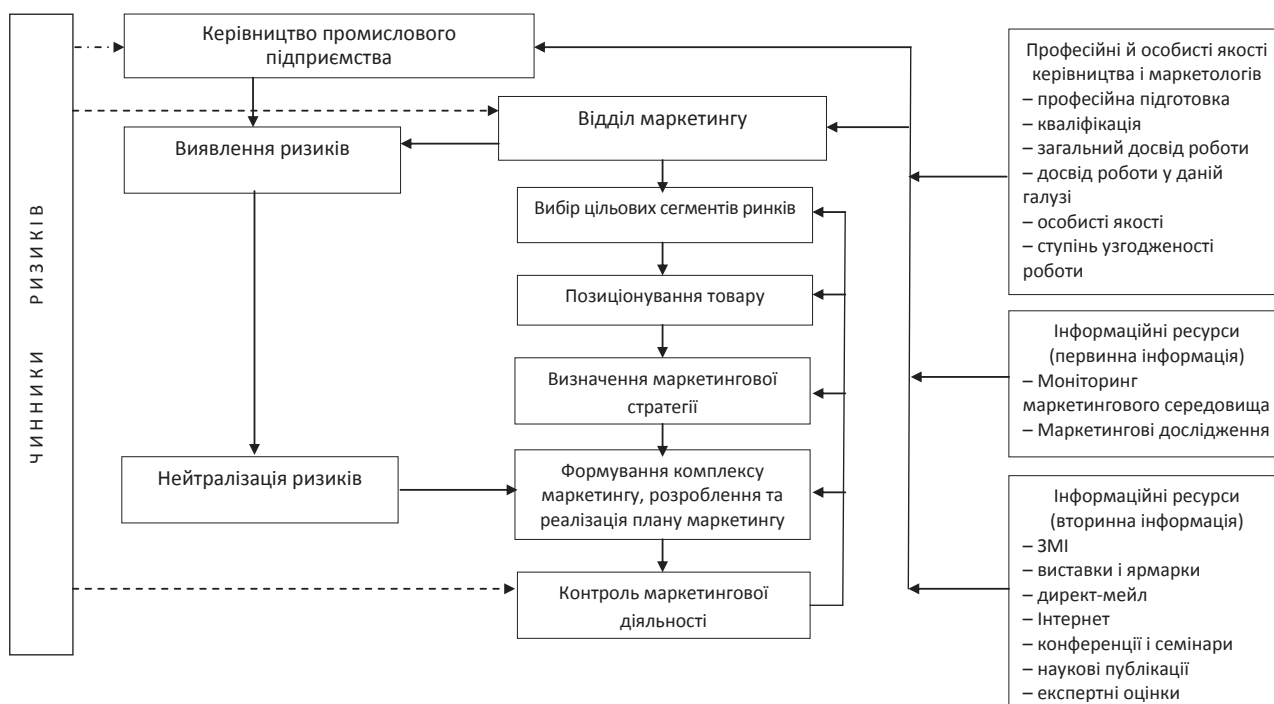 ЧИННИКИ РИЗИКІВ
Керівництво промислового
підприємства
Відділ маркетингу
Виявлення ризиків
Вибір цільових сегментів ринків
Позиціонування товару
Визначення маркетингової
стратегії
Нейтралізація ризиків
Формування комплексу
маркетингу, розроблення та
реалізація плану маркетингу
Контроль маркетингової
діяльності
Професійні й особисті якості
керівництва і маркетологів
– професійна підготовка
– кваліфікація
– загальний досвід роботи
– досвід роботи у даній
галузі
– особисті якості
– ступінь узгодженості
роботи
Інформаційні ресурси
(первинна інформація)
– Моніторинг
маркетингового середовища
– Маркетингові дослідження
Інформаційні ресурси
(вторинна інформація)
– ЗМІ
– виставки і ярмарки
– директ-мейл
– Інтернет
– конференції і семінари
– наукові публікації
– експертні оцінки